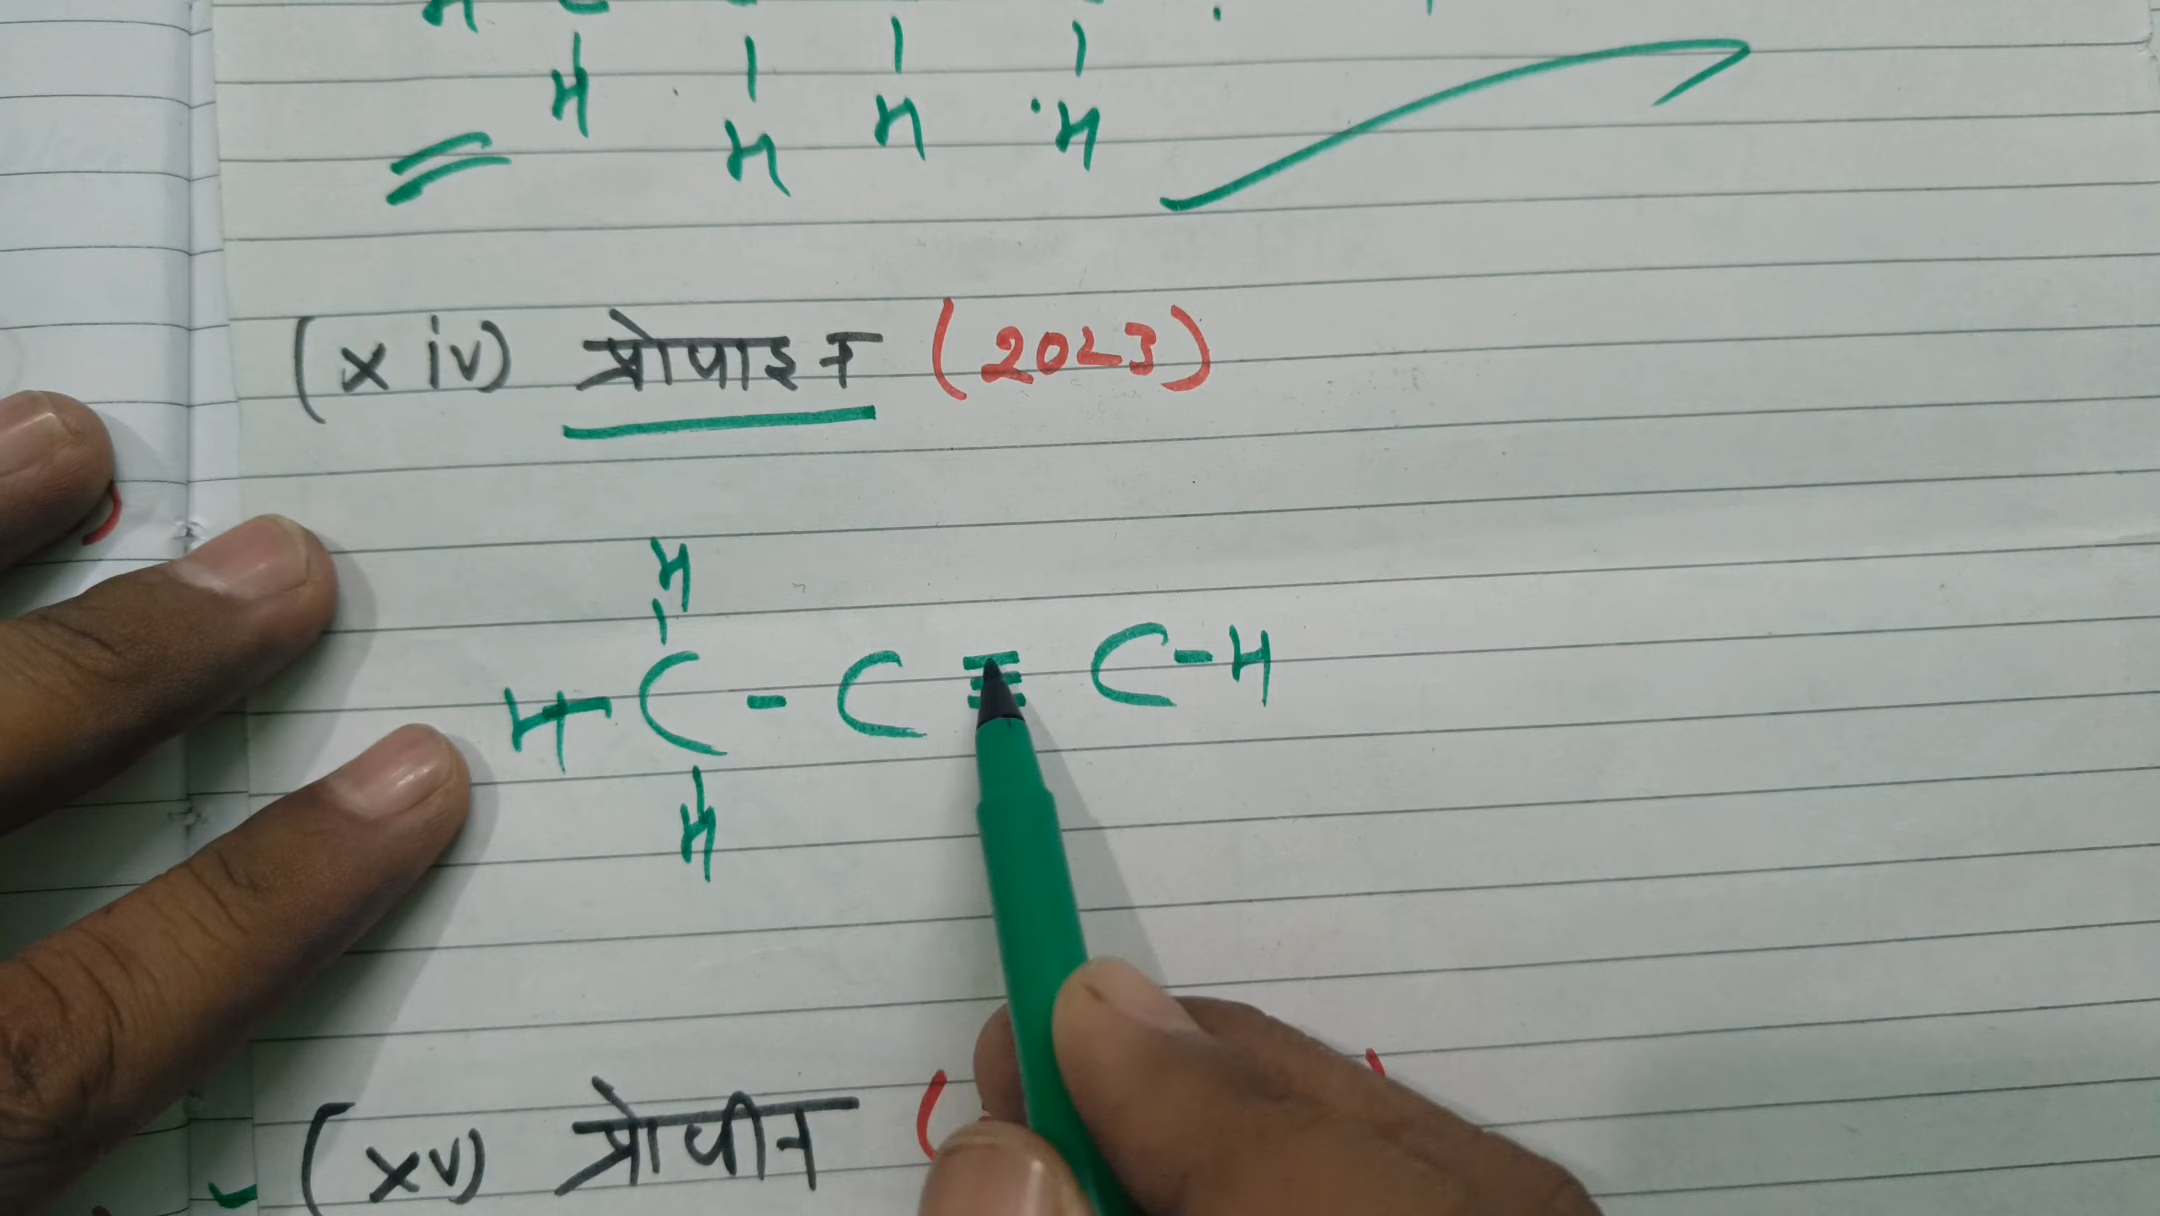 H H H H
(xiv) प्रोपाइन (2023)
H
H-C-C≡C-H
H
(xv) प्रोपीन (